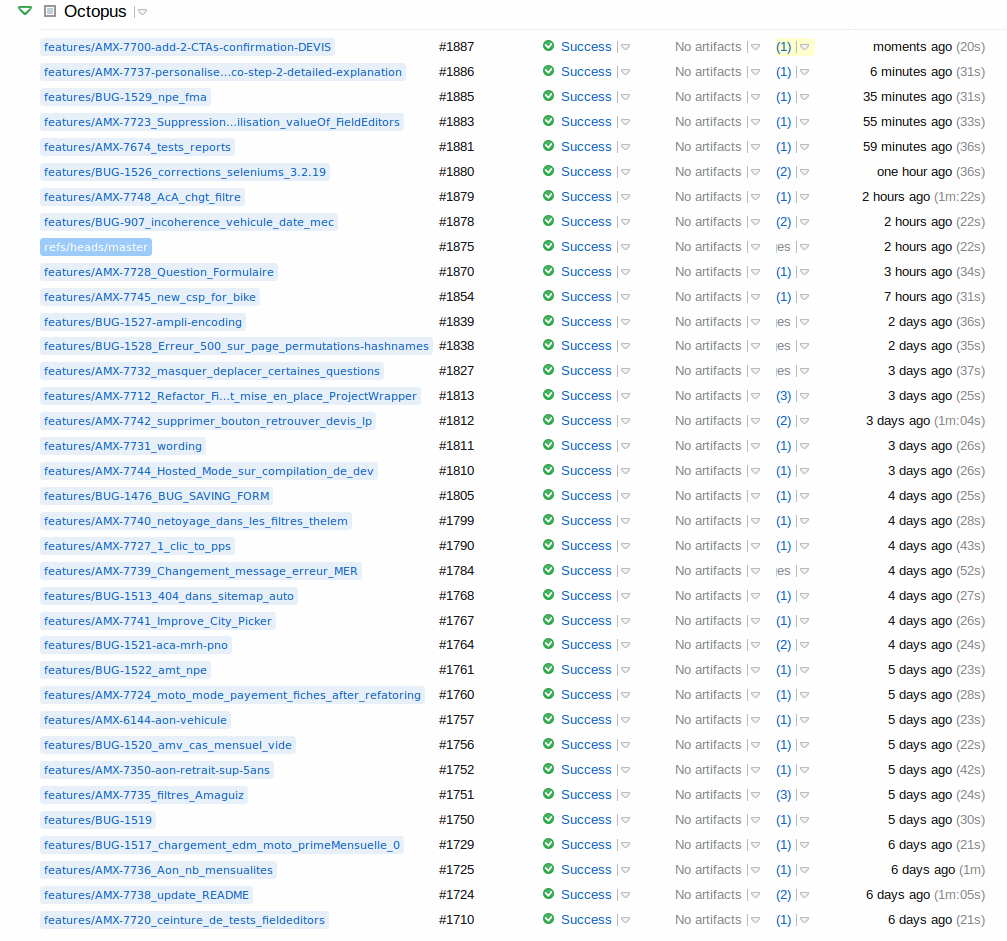 Octopus
features/AMX-7700-add-2-CTAs-confirmation-DEVIS #1887 Success No artifacts (1) moments ago (20s)
features/AMX-7737-personalise...co-step-2-detailed-explanation #1886 Success No artifacts (1) 6 minutes ago (31s)
features/BUG-1529_npe_fma #1885 Success No artifacts (1) 35 minutes ago (31s)
features/AMX-7723_Suppression...ilisation_valueOf_FieldEditors #1883 Success No artifacts (1) 55 minutes ago (33s)
features/AMX-7674_tests_reports #1881 Success No artifacts (1) 59 minutes ago (36s)
features/BUG-1526_corrections_seleniums_3.2.19 #1880 Success No artifacts (2) one hour ago (36s)
features/AMX-7748_AcA_chgt_filtre #1879 Success No artifacts (1) 2 hours ago (1m:22s)
features/BUG-907_incoherence_vehicule_date_mec #1878 Success No artifacts (2) 2 hours ago (22s)
refs/heads/master #1875 Success No artifacts es 2 hours ago (22s)
features/AMX-7728_Question_Formulaire #1870 Success No artifacts (1) 3 hours ago (34s)
features/AMX-7745_new_csp_for_bike #1854 Success No artifacts (1) 7 hours ago (31s)
features/BUG-1527-ampli-encoding #1839 Success No artifacts es 2 days ago (36s)
features/BUG-1528_Erreur_500_sur_page_permutations-hashnames #1838 Success No artifacts es 2 days ago (35s)
features/AMX-7732_masquer_deplacer_certaines_questions #1827 Success No artifacts es 3 days ago (37s)
features/AMX-7712_Refactor_Fi...t_mise_en_place_ProjectWrapper #1813 Success No artifacts (3) 3 days ago (25s)
features/AMX-7742_supprimer_bouton_retrouver_devis_lp #1812 Success No artifacts (2) 3 days ago (1m:04s)
features/AMX-7731_wording #1811 Success No artifacts (1) 3 days ago (26s)
features/AMX-7744_Hosted_Mode_sur_compilation_de_dev #1810 Success No artifacts (1) 3 days ago (26s)
features/BUG-1476_BUG_SAVING_FORM #1805 Success No artifacts (1) 4 days ago (25s)
features/AMX-7740_netoyage_dans_les_filtres_thelem #1799 Success No artifacts (1) 4 days ago (28s)
features/AMX-7727_1_clic_to_pps #1790 Success No artifacts (1) 4 days ago (43s)
features/AMX-7739_Changement_message_erreur_MER #1784 Success No artifacts es 4 days ago (52s)
features/BUG-1513_404_dans_sitemap_auto #1768 Success No artifacts (1) 4 days ago (27s)
features/AMX-7741_Improve_City_Picker #1767 Success No artifacts (1) 4 days ago (26s)
features/BUG-1521-aca-mrh-pno #1764 Success No artifacts (2) 4 days ago (24s)
features/BUG-1522_amt_npe #1761 Success No artifacts (1) 5 days ago (23s)
features/AMX-7724_moto_mode_payement_fiches_after_refatoring #1760 Success No artifacts (1) 5 days ago (28s)
features/AMX-6144-aon-vehicule #1757 Success No artifacts (1) 5 days ago (23s)
features/BUG-1520_amv_cas_mensuel_vide #1756 Success No artifacts (1) 5 days ago (22s)
features/AMX-7350-aon-retrait-sup-5ans #1752 Success No artifacts (1) 5 days ago (42s)
features/AMX-7735_filtres_Amaguiz #1751 Success No artifacts (3) 5 days ago (24s)
features/BUG-1519 #1750 Success No artifacts (1) 5 days ago (30s)
features/BUG-1517_chargement_edm_moto_primeMensuelle_0 #1729 Success No artifacts (1) 6 days ago (21s)
features/AMX-7736_Aon_nb_mensualites #1725 Success No artifacts (1) 6 days ago (1m)
features/AMX-7738_update_README #1724 Success No artifacts (2) 6 days ago (1m:05s)
features/AMX-7720_ceinture_de_tests_fieldeditors #1710 Success No artifacts (1) 6 days ago (21s)